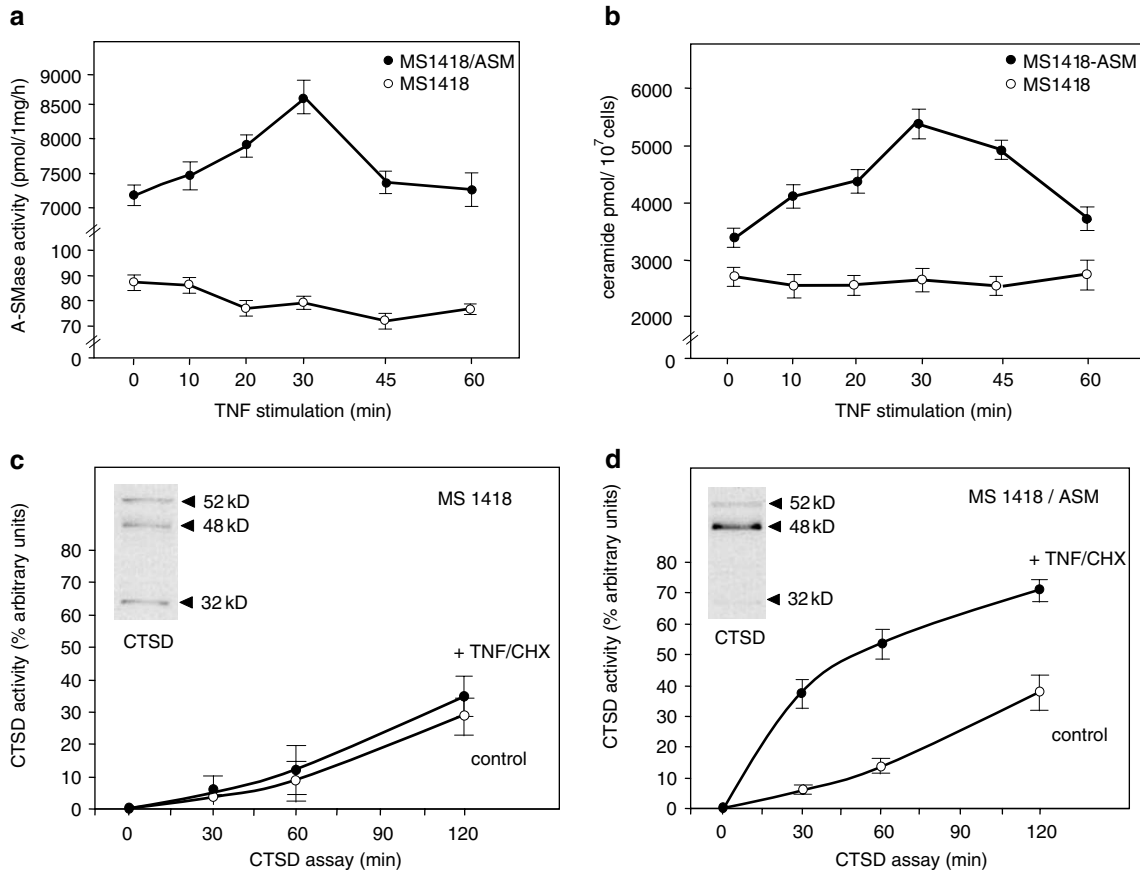 a
A-SMase activity (pmol/1mg/h)
9000
8500
8000
7500
7000
100
90
80
70
0
MS1418/ASM
MS1418
0 10 20 30 45 60
TNF stimulation (min)
b
ceramide pmol/ 10⁷cells)
6000
5000
4000
3000
2000
0
MS1418-ASM
MS1418
0 10 20 30 45 60
TNF stimulation (min)
c
CTSD activity (% arbitrary units)
80
70
60
50
40
30
20
10
0
52 kD
48 kD
32 kD
CTSD
MS 1418
+ TNF/CHX
control
0 30 60 90 120
CTSD assay (min)
d
CTSD activity (% arbitrary units)
80
70
60
50
40
30
20
10
0
52 kD
48 kD
32 kD
CTSD
MS 1418 / ASM
+ TNF/CHX
control
0 30 60 90 120
CTSD assay (min)